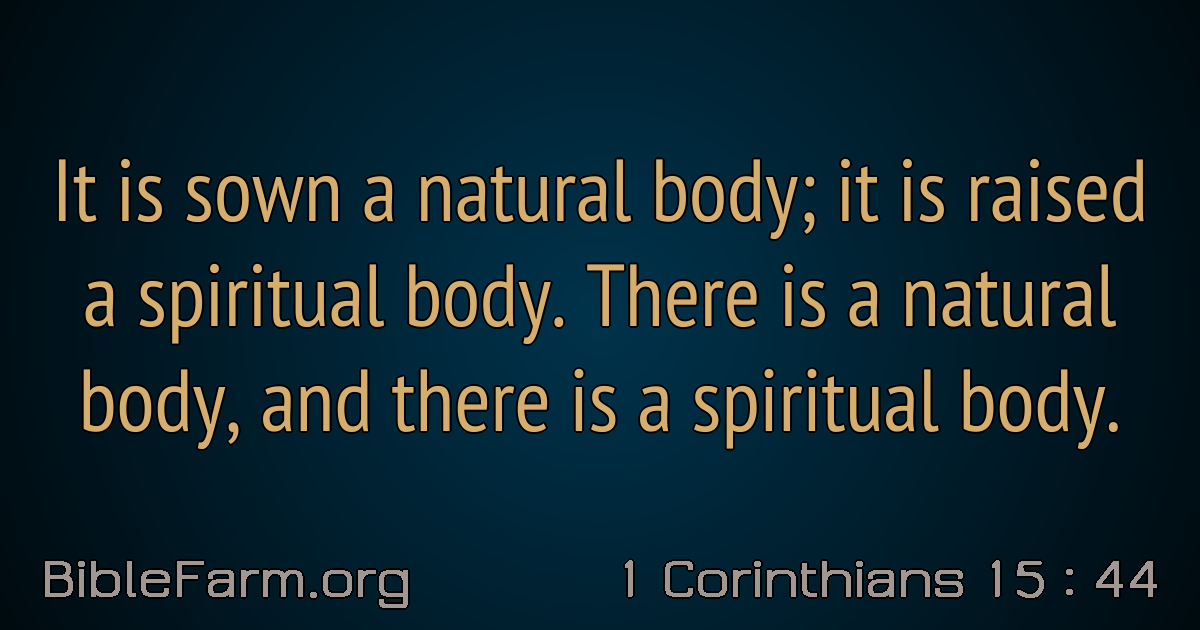 It is sown a natural body; it is raised
a spiritual body. There is a natural
body, and there is a spiritual body.
BibleFarm.org 1 Corinthians 15 : 44